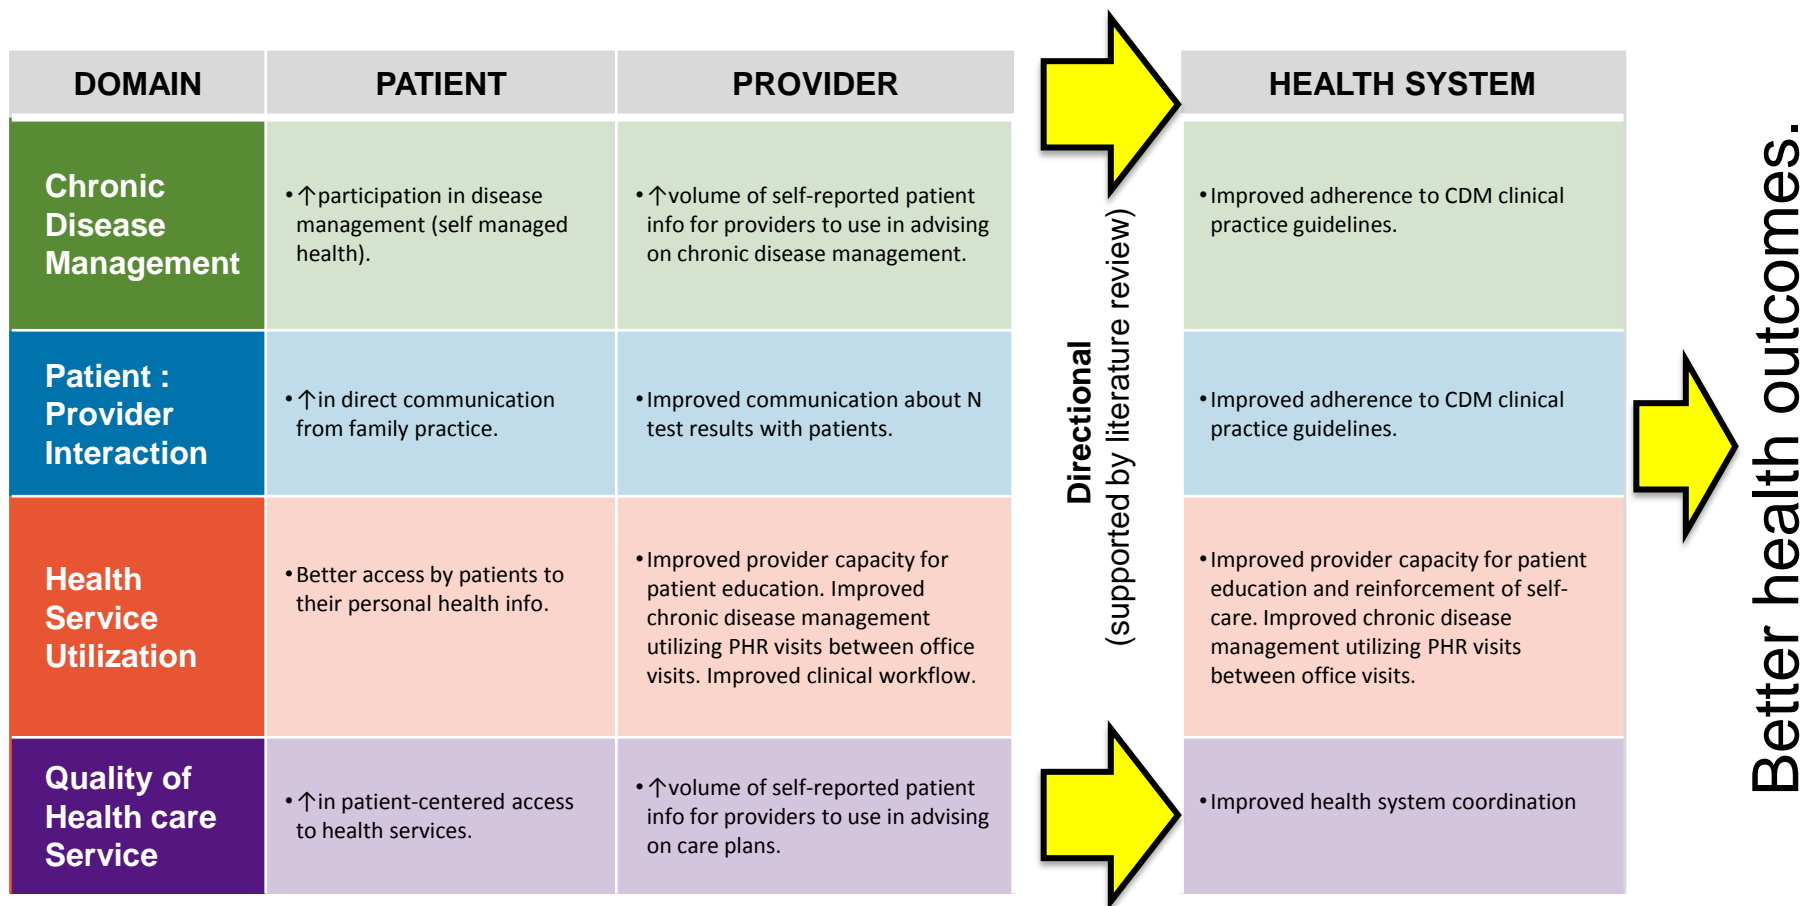 DOMAIN
PATIENT
PROVIDER
HEALTH SYSTEM
Chronic
Disease
Management
•↑participation in disease
management (self managed
health).
•↑volume of self-reported patient
info for providers to use in advising
on chronic disease management.
•Improved adherence to CDM clinical
practice guidelines.
Patient :
Provider
Interaction
•↑in direct communication
from family practice.
•Improved communication about N
test results with patients.
•Improved adherence to CDM clinical
practice guidelines.
Health
Service
Utilization
•Better access by patients to
their personal health info.
•Improved provider capacity for
patient education. Improved
chronic disease management
utilizing PHR visits between office
visits. Improved clinical workflow.
•Improved provider capacity for patient
education and reinforcement of self-
care. Improved chronic disease
management utilizing PHR visits
between office visits.
Quality of
Health care
Service
•↑in patient-centered access
to health services.
•↑volume of self-reported patient
info for providers to use in advising
on care plans.
•Improved health system coordination
Directional
(supported by literature review)
Better health outcomes.